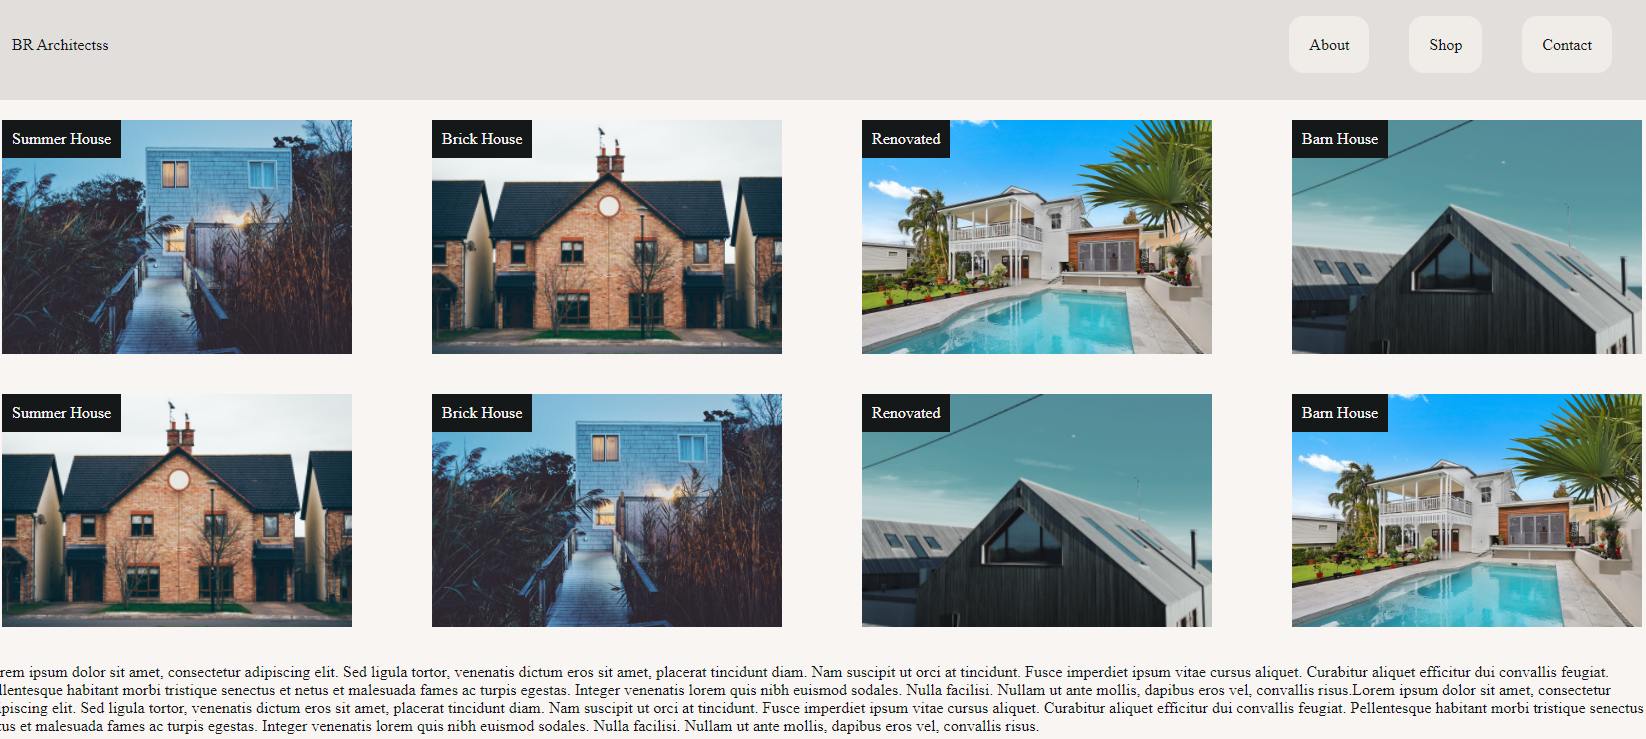 BR Architectss
About
Shop
Contact
Summer House
Brick House
Renovated
Barn House
Summer House
Brick House
Renovated
Barn House
rem ipsum dolor sit amet, consectetur adipiscing elit. Sed ligula tortor, venenatis dictum eros sit amet, placerat tincidunt diam. Nam suscipit ut orci at tincidunt. Fusce imperdiet ipsum vitae cursus aliquet. Curabitur aliquet efficitur dui convallis feugiat.
llentesque habitant morbi tristique senectus et netus et malesuada fames ac turpis egestas. Integer venenatis lorem quis nibh euismod sodales. Nulla facilisi. Nullam ut ante mollis, dapibus eros vel, convallis risus.Lorem ipsum dolor sit amet, consectetur
ipiscing elit. Sed ligula tortor, venenatis dictum eros sit amet, placerat tincidunt diam. Nam suscipit ut orci at tincidunt. Fusce imperdiet ipsum vitae cursus aliquet. Curabitur aliquet efficitur dui convallis feugiat. Pellentesque habitant morbi tristique senectus
tus et malesuada fames ac turpis egestas. Integer venenatis lorem quis nibh euismod sodales. Nulla facilisi. Nullam ut ante mollis, dapibus eros vel, convallis risus.